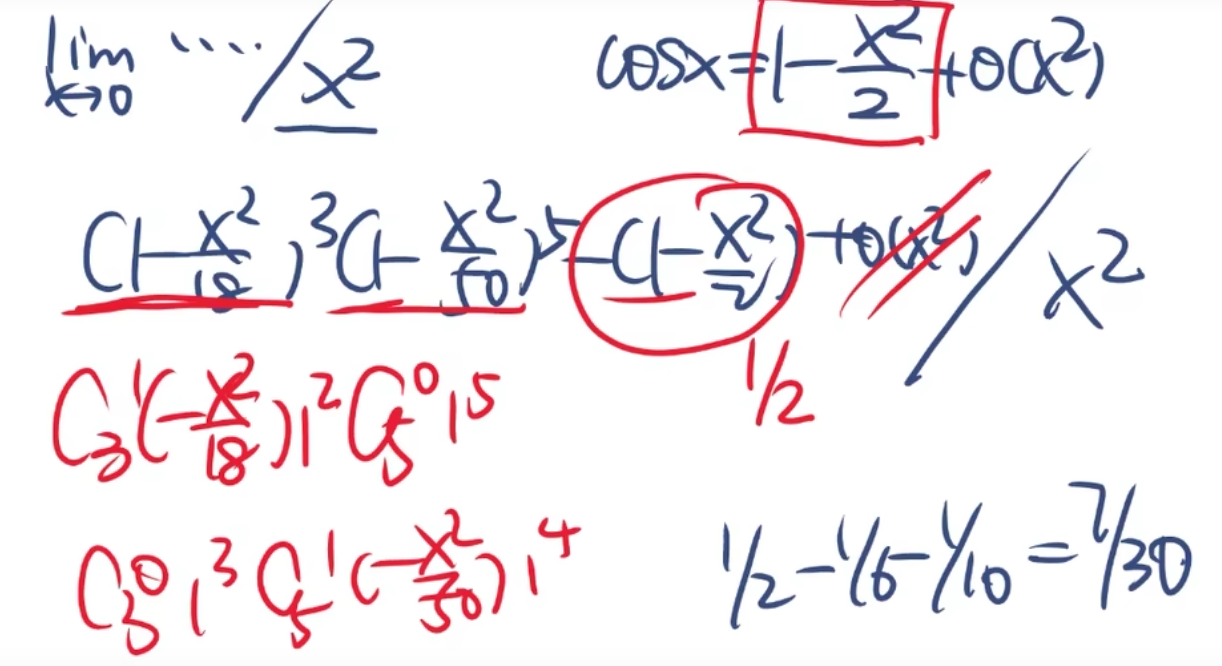 lim x→0 ..../x² cosx=1-x²/2+o(x²)
(1-x²/18)³(1-x²/50)⁵-(1-x²/2)+o(x²)/x²
1/2
C₃¹(-x²/18)1²C₅⁰1⁵
C₃⁰1³C₅¹(-x²/50)1⁴
1/2-1/6-1/10=7/30